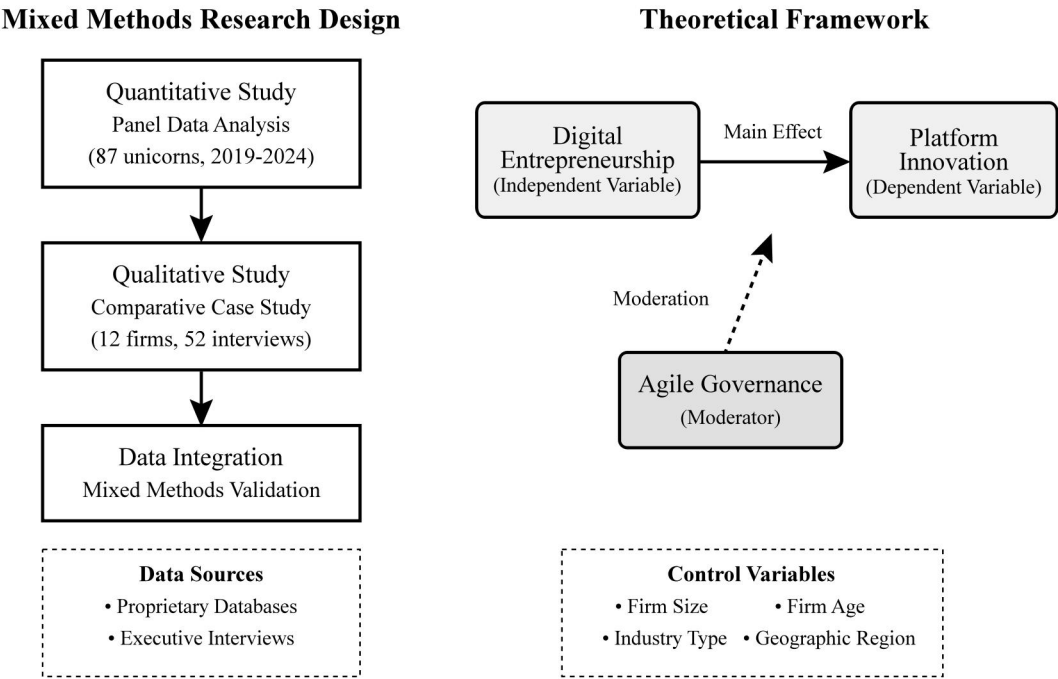 Mixed Methods Research Design
Quantitative Study
Panel Data Analysis
(87 unicorns, 2019-2024)
Qualitative Study
Comparative Case Study
(12 firms, 52 interviews)
Data Integration
Mixed Methods Validation
Data Sources
• Proprietary Databases
• Executive Interviews
Theoretical Framework
Digital
Entrepreneurship
(Independent Variable)
Main Effect
Platform
Innovation
(Dependent Variable)
Moderation
Agile Governance
(Moderator)
Control Variables
• Firm Size • Firm Age
• Industry Type • Geographic Region